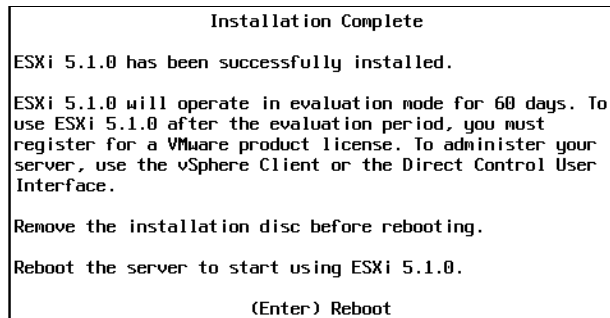 Installation Complete
ESXi 5.1.0 has been successfully installed.
ESXi 5.1.0 will operate in evaluation mode for 60 days. To
use ESXi 5.1.0 after the evaluation period, you must
register for a VMware product license. To administer your
server, use the vSphere Client or the Direct Control User
Interface.
Remove the installation disc before rebooting.
Reboot the server to start using ESXi 5.1.0.
(Enter) Reboot